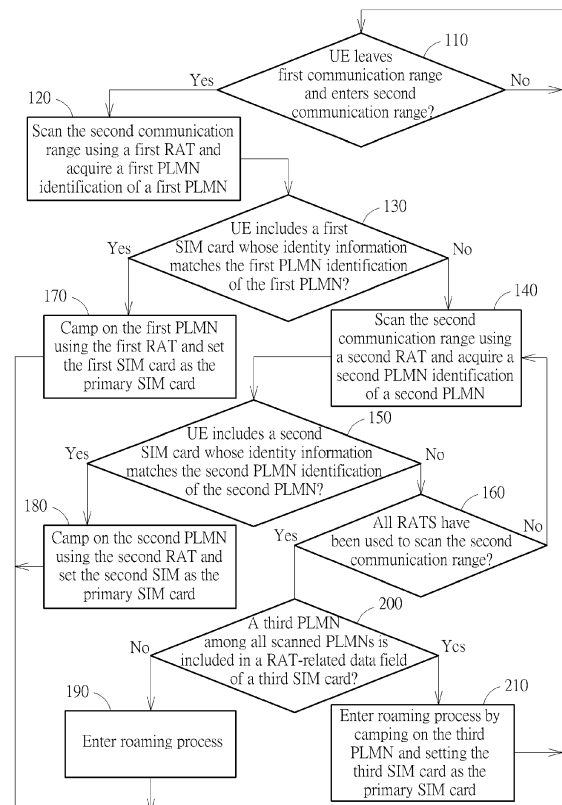 110
UE leaves
first communication range
and enters second
communication range?
Yes
No
120
Scan the second communication
range using a first RAT and
acquire a first PLMN
identification of a first PLMN
130
UE includes a first
SIM card whose identity information
matches the first PLMN identification
of the first PLMN?
Yes
No
170
Camp on the first PLMN
using the first RAT and set
the first SIM card as the
primary SIM card
140
Scan the second
communication range using
a second RAT and acquire a
second PLMN identification
of a second PLMN
150
UE includes a second
SIM card whose identity information
matches the second PLMN identification
of the second PLMN?
Yes
No
180
Camp on the second PLMN
using the second RAT and
set the second SIM as the
primary SIM card
160
All RATS have
been used to scan the second
communication range?
Yes
No
200
A third PLMN
among all scanned PLMNs is
included in a RAT-related data field
of a third SIM card?
No
Yes
190
Enter roaming process
210
Enter roaming process by
camping on the third
PLMN and setting the
third SIM card as the
primary SIM card